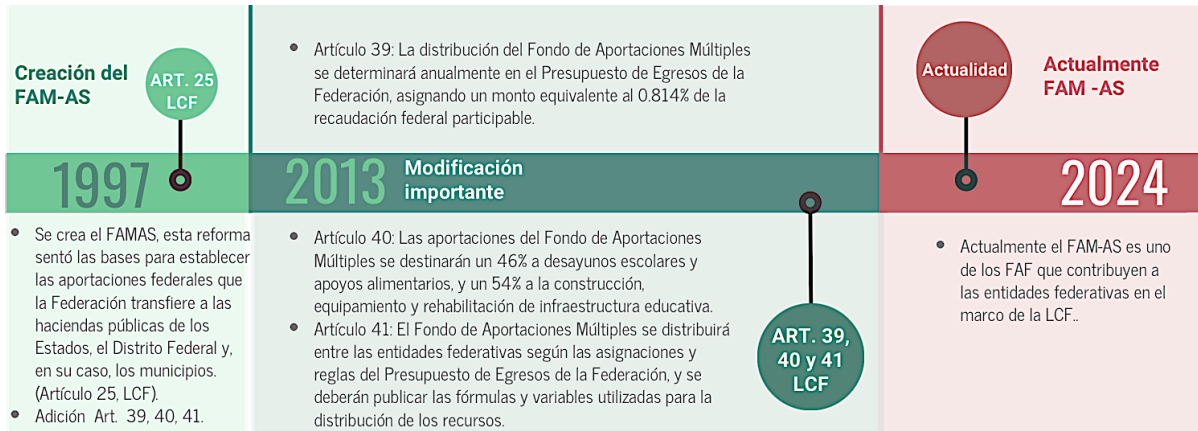 Creación del
FAM-AS
ART. 25
LCF
1997
• Se crea el FAMAS, esta reforma
sentó las bases para establecer
las aportaciones federales que
la Federación transfiere a las
haciendas públicas de los
Estados, el Distrito Federal y,
en su caso, los municipios.
(Artículo 25, LCF).
• Adición Art. 39, 40, 41.
• Artículo 39: La distribución del Fondo de Aportaciones Múltiples
se determinará anualmente en el Presupuesto de Egresos de la
Federación, asignando un monto equivalente al 0.814% de la
recaudación federal participable.
2013
Modificación
importante
• Artículo 40: Las aportaciones del Fondo de Aportaciones
Múltiples se destinarán un 46% a desayunos escolares y
apoyos alimentarios, y un 54% a la construcción,
equipamiento y rehabilitación de infraestructura educativa.
• Artículo 41: El Fondo de Aportaciones Múltiples se distribuirá
entre las entidades federativas según las asignaciones y
reglas del Presupuesto de Egresos de la Federación, y se
deberán publicar las fórmulas y variables utilizadas para la
distribución de los recursos.
ART. 39,
40 y 41
LCF
Actualidad
Actualmente
FAM -AS
2024
• Actualmente el FAM-AS es uno
de los FAF que contribuyen a
las entidades federativas en el
marco de la LCF..